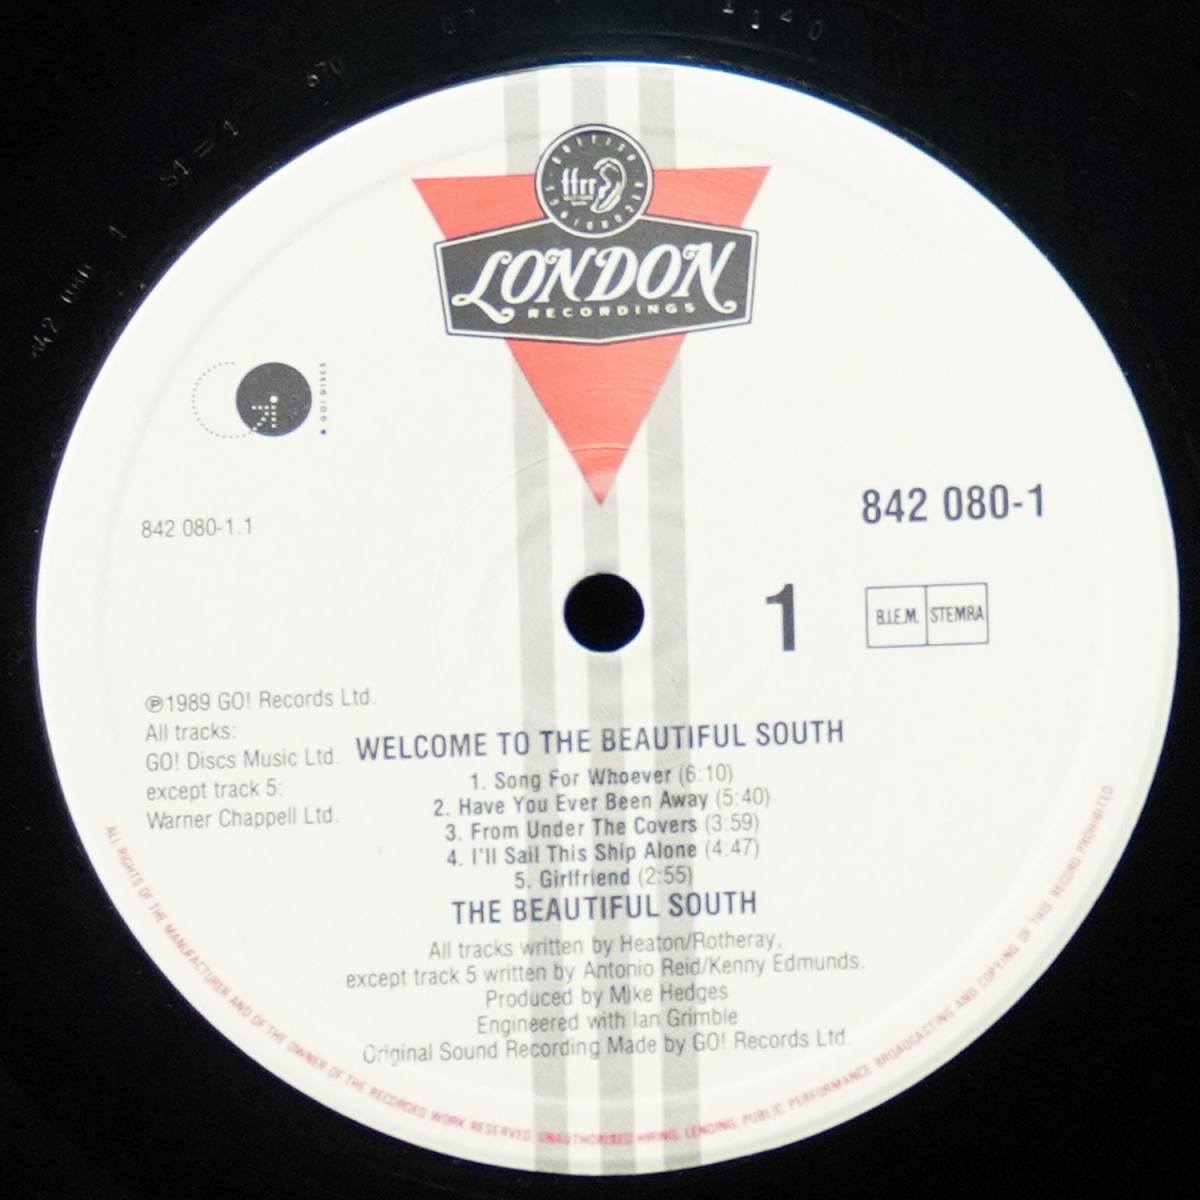 BRITISH RECORDINGS
ffrr
LONDON
RECORDINGS
GO! DISCS
842 080-1
842 080-1.1
1
B.I.E.M. STEMRA
℗1989 GO! Records Ltd.
All tracks:
GO! Discs Music Ltd.
except track 5:
Warner Chappell Ltd.
WELCOME TO THE BEAUTIFUL SOUTH
1. Song For Whoever (6:10)
2. Have You Ever Been Away (5:40)
3. From Under The Covers (3:59)
4. I'll Sail This Ship Alone (4:47)
5. Girlfriend (2:55)
THE BEAUTIFUL SOUTH
All tracks written by Heaton/Rotheray,
except track 5 written by Antonio Reid/Kenny Edmunds.
Produced by Mike Hedges
Engineered with Ian Grimble
Original Sound Recording Made by GO! Records Ltd.
ALL RIGHTS OF THE MANUFACTURER AND OF THE OWNER OF THE RECORDED WORK RESERVED UNAUTHORISED HIRING, LENDING, PUBLIC PERFORMANCE BROADCASTING AND COPYING OF THIS RECORD PROHIBITED